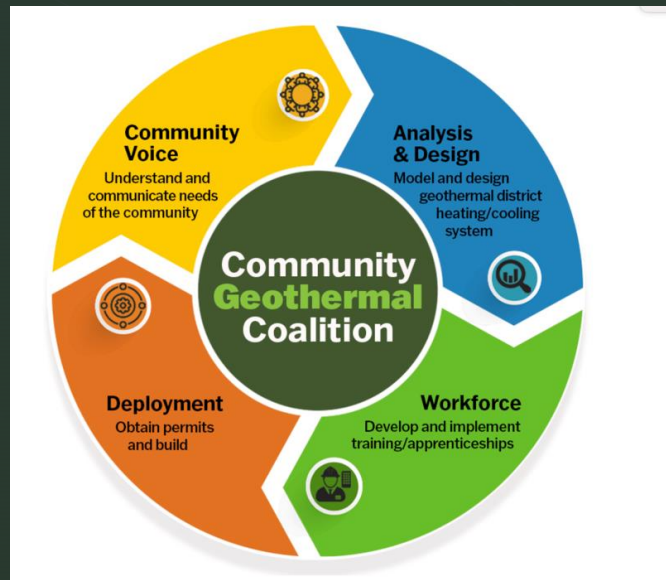 Community
Voice
Understand and
communicate needs
of the community
Analysis
& Design
Model and design
geothermal district
heating/cooling
system
Community
Geothermal
Coalition
Deployment
Obtain permits
and build
Workforce
Develop and implement
training/apprenticeships